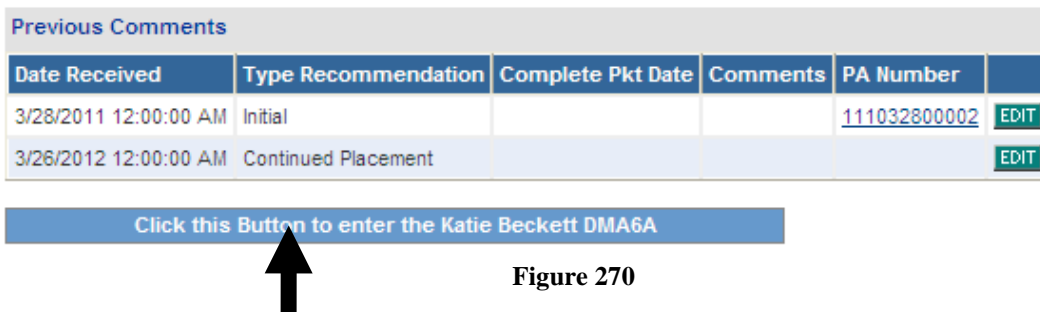 Previous Comments
Date Received Type Recommendation Complete Pkt Date Comments PA Number
3/28/2011 12:00:00 AM Initial 111032800002 EDIT
3/26/2012 12:00:00 AM Continued Placement EDIT
Click this Button to enter the Katie Beckett DMA6A
Figure 270